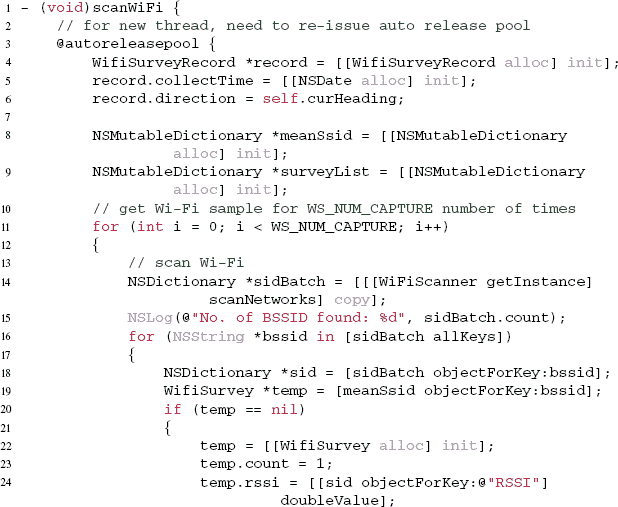 1 - (void)scanWiFi {
2 // for new thread, need to re-issue auto release pool
3 @autoreleasepool {
4 WifiSurveyRecord *record = [[WifiSurveyRecord alloc] init];
5 record.collectTime = [[NSDate alloc] init];
6 record.direction = self.curHeading;
7
8 NSMutableDictionary *meanSsid = [[NSMutableDictionary
alloc] init];
9 NSMutableDictionary *surveyList = [[NSMutableDictionary
alloc] init];
10 // get Wi-Fi sample for WS_NUM_CAPTURE number of times
11 for (int i = 0; i < WS_NUM_CAPTURE; i++)
12 {
13 // scan Wi-Fi
14 NSDictionary *sidBatch = [[[WiFiScanner getInstance]
scanNetworks] copy];
15 NSLog(@"No. of BSSID found: %d", sidBatch.count);
16 for (NSString *bssid in [sidBatch allKeys])
17 {
18 NSDictionary *sid = [sidBatch objectForKey:bssid];
19 WifiSurvey *temp = [meanSsid objectForKey:bssid];
20 if (temp == nil)
21 {
22 temp = [[WifiSurvey alloc] init];
23 temp.count = 1;
24 temp.rssi = [[sid objectForKey:@"RSSI"]
doubleValue];